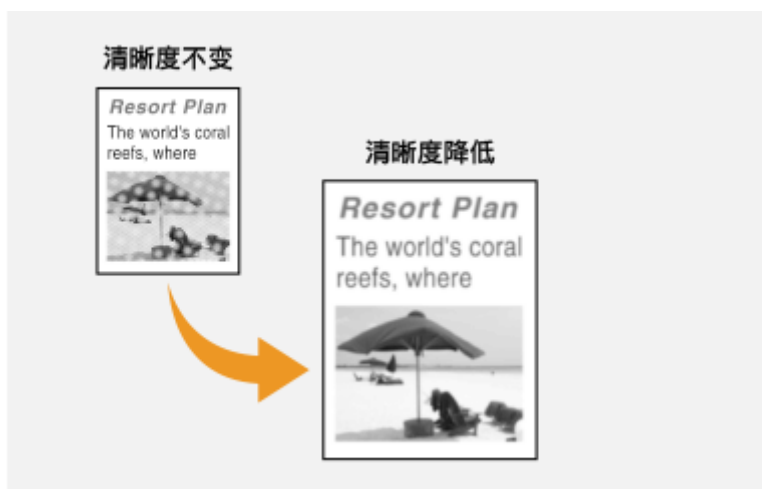 清晰度不变
Resort Plan
The world's coral
reefs, where
清晰度降低
Resort Plan
The world's coral
reefs, where